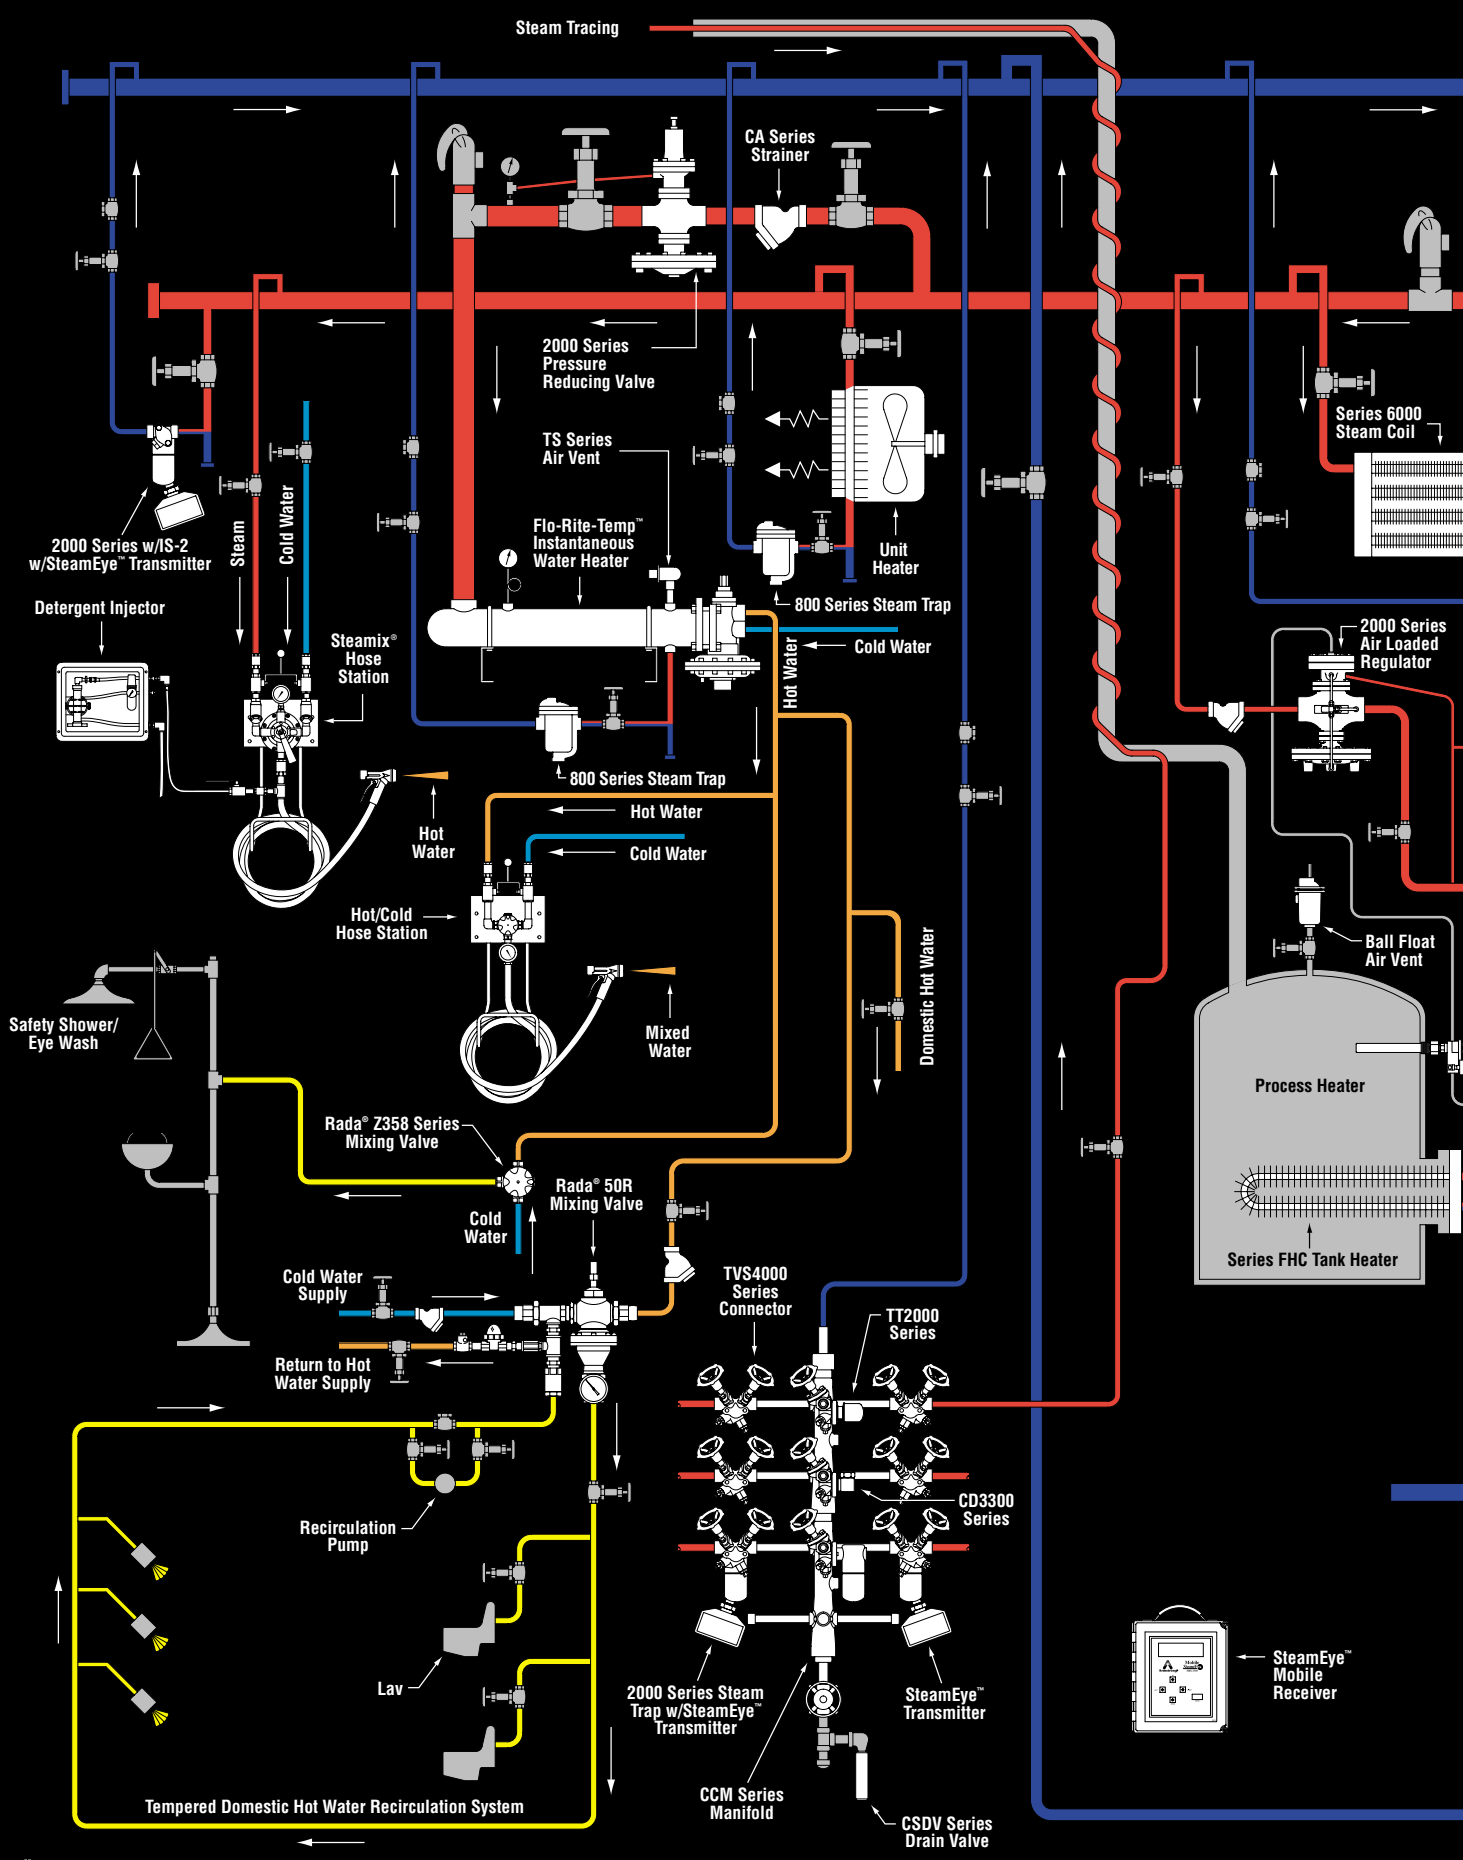 Steam Tracing
CA Series
Strainer
2000 Series
Pressure
Reducing Valve
TS Series
Air Vent
Series 6000
Steam Coil
2000 Series w/IS-2
w/SteamEye™ Transmitter
Steam
Cold Water
Flo-Rite-Temp™
Instantaneous
Water Heater
Unit
Heater
800 Series Steam Trap
Detergent Injector
Steamix®
Hose
Station
Cold Water
Hot Water
2000 Series
Air Loaded
Regulator
800 Series Steam Trap
Hot Water
Cold Water
Hot
Water
Hot/Cold
Hose Station
Domestic Hot Water
Ball Float
Air Vent
Safety Shower/
Eye Wash
Mixed
Water
Process Heater
Rada® Z358 Series
Mixing Valve
Rada® 50R
Mixing Valve
Cold
Water
Series FHC Tank Heater
Cold Water
Supply
TVS4000
Series
Connector
TT2000
Series
Return to Hot
Water Supply
CD3300
Series
Recirculation
Pump
Lav
2000 Series Steam
Trap w/SteamEye™
Transmitter
SteamEye™
Transmitter
SteamEye™
Mobile
Receiver
CCM Series
Manifold
CSDV Series
Drain Valve
Tempered Domestic Hot Water Recirculation System